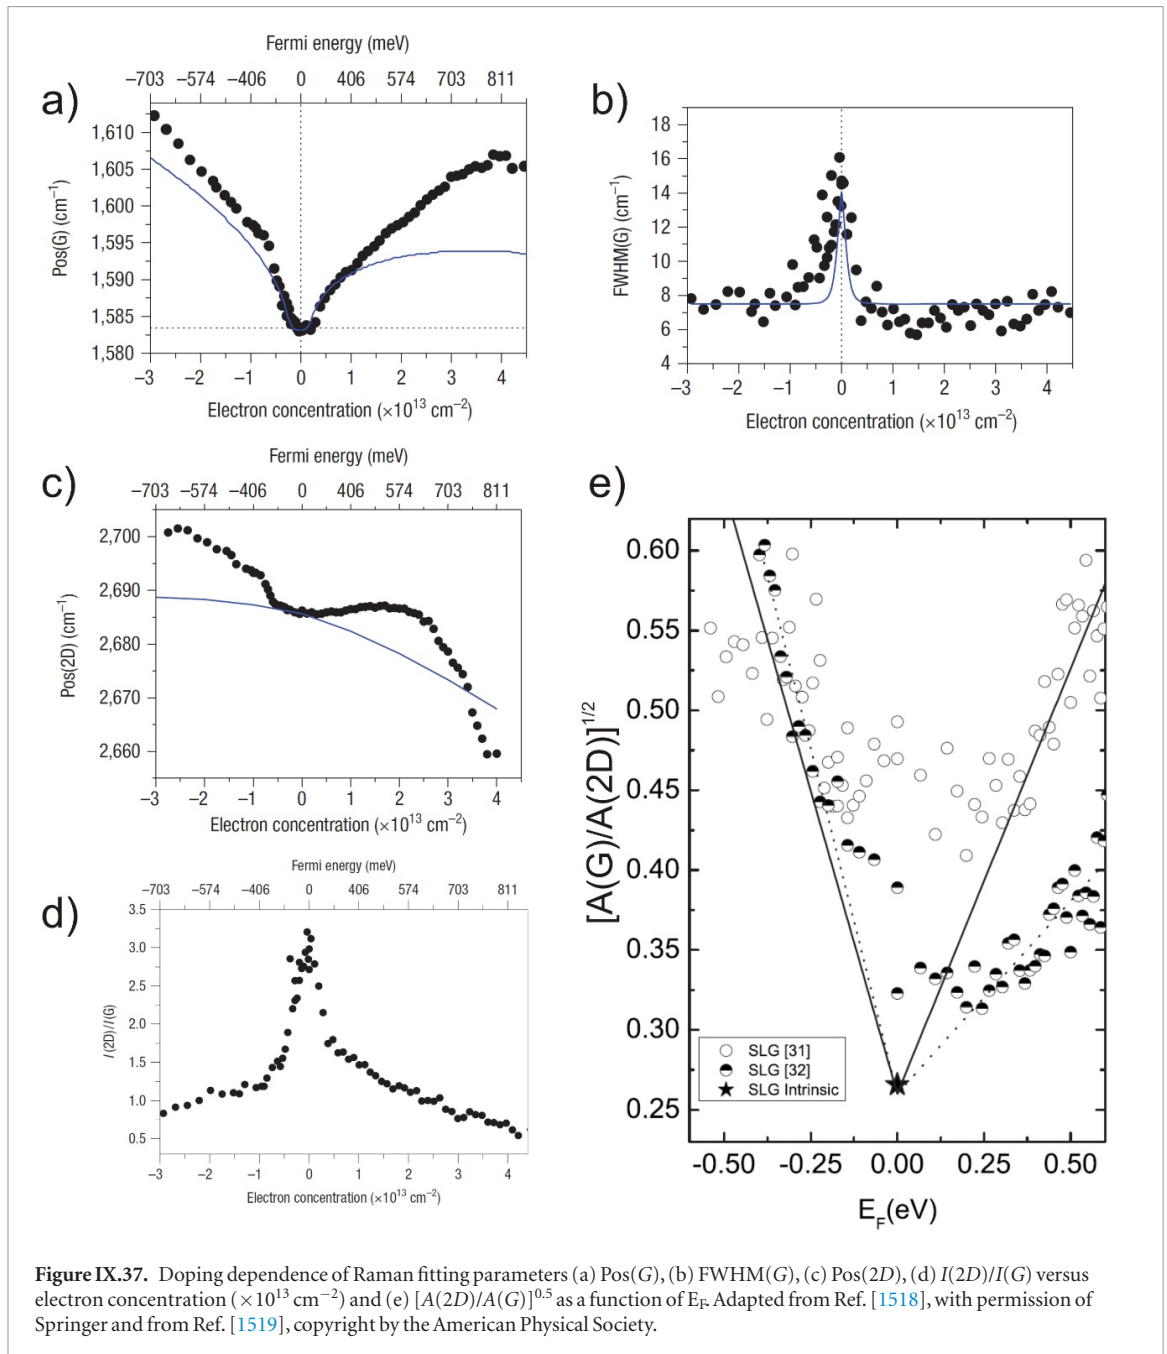 a)
Fermi energy (meV)
−703 −574 −406 0 406 574 703 811
1,610
1,605
1,600
1,595
1,590
1,585
1,580
Pos(G) (cm−1)
−3 −2 −1 0 1 2 3 4
Electron concentration (×10^13 cm−2)
b)
18
16
14
12
10
8
6
4
FWHM(G) (cm−1)
−3 −2 −1 0 1 2 3 4
Electron concentration (×10^13 cm−2)
c)
Fermi energy (meV)
−703 −574 −406 0 406 574 703 811
2,700
2,690
2,680
2,670
2,660
Pos(2D) (cm−1)
−3 −2 −1 0 1 2 3 4
Electron concentration (×10^13 cm−2)
d)
Fermi energy (meV)
−703 −574 −406 0 406 574 703 811
3.5
3.0
2.5
2.0
1.5
1.0
0.5
I(2D)/I(G)
−3 −2 −1 0 1 2 3 4
Electron concentration (×10^13 cm−2)
e)
0.60
0.55
0.50
0.45
0.40
0.35
0.30
0.25
[A(G)/A(2D)]^1/2
SLG [31]
SLG [32]
SLG Intrinsic
-0.50 -0.25 0.00 0.25 0.50
E_F(eV)
Figure IX.37. Doping dependence of Raman fitting parameters (a) Pos(G), (b) FWHM(G), (c) Pos(2D), (d) I(2D)/I(G) versus
electron concentration (×10^13 cm−2) and (e) [A(2D)/A(G)]^0.5 as a function of E_F. Adapted from Ref. [1518], with permission of
Springer and from Ref. [1519], copyright by the American Physical Society.